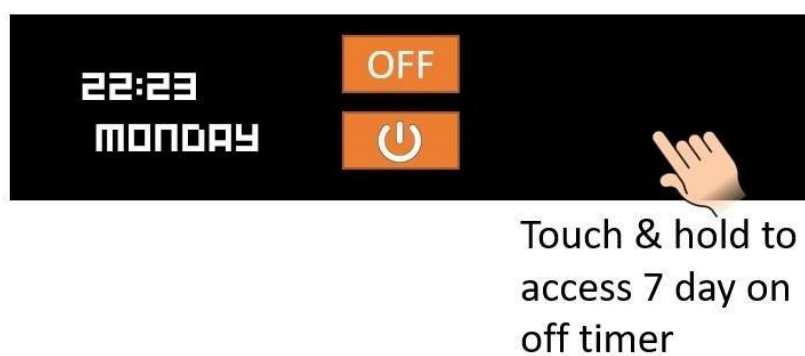 22:23
MONDAY
OFF
Touch & hold to
access 7 day on
off timer